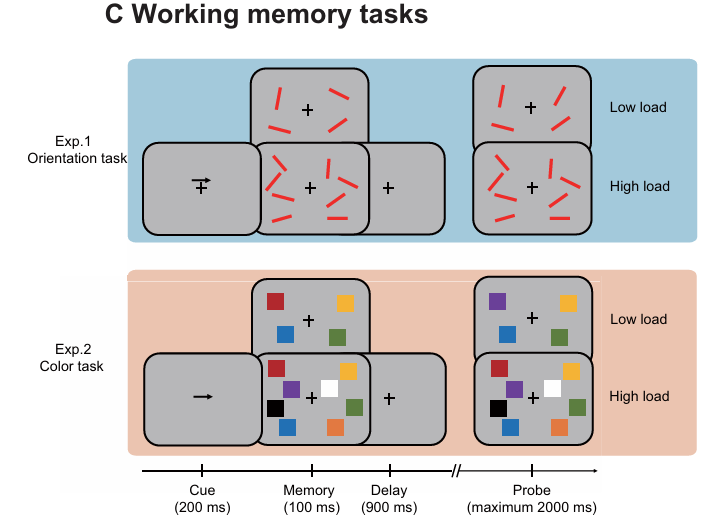 C Working memory tasks
Exp.1
Orientation task
Low load
High load
Exp.2
Color task
Low load
High load
Cue
(200 ms)
Memory
(100 ms)
Delay
(900 ms)
Probe
(maximum 2000 ms)